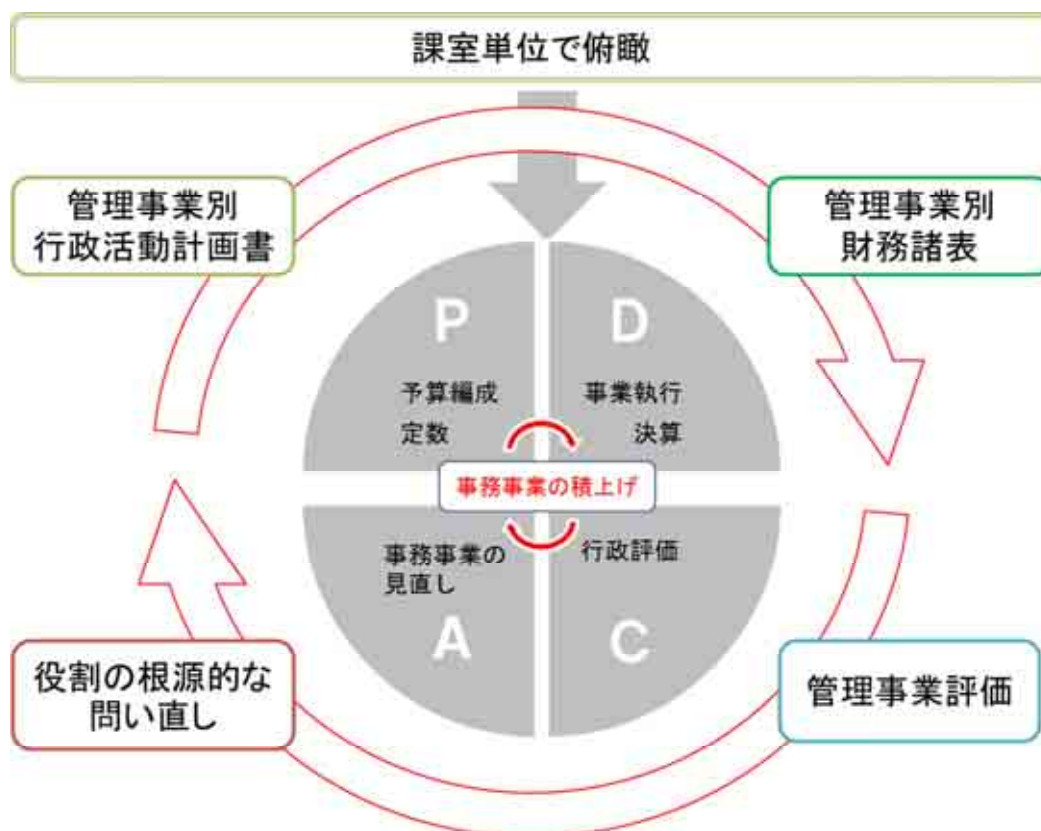 課室単位で俯瞰
管理事業別
行政活動計画書
管理事業別
財務諸表
P
D
予算編成
定数
事業執行
決算
事務事業の積上げ
事務事業の
見直し
行政評価
A
C
役割の根源的な
問い直し
管理事業評価